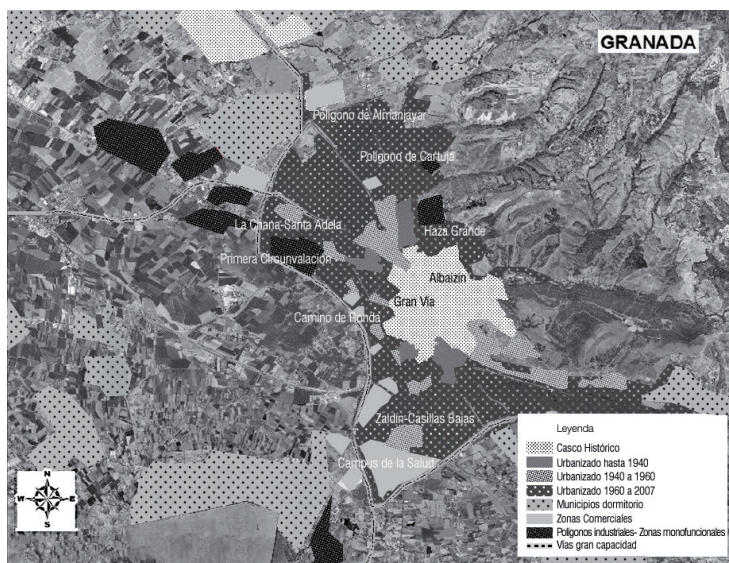 GRANADA
Polígono de Almanjayar
Polígono de Cartuja
La Chana-Santa Adela
Haza Grande
Primera Circunvalación
Albaizin
Gran Vía
Camino de Ronda
Zaidín-Casillas Bajas
Campus de la Salud
Leyenda
Casco Histórico
Urbanizado hasta 1940
Urbanizado 1940 a 1960
Urbanizado 1960 a 2007
Municipios dormitorio
Zonas Comerciales
Polígonos industriales- Zonas monofuncionales
Vías gran capacidad
N
W E
S